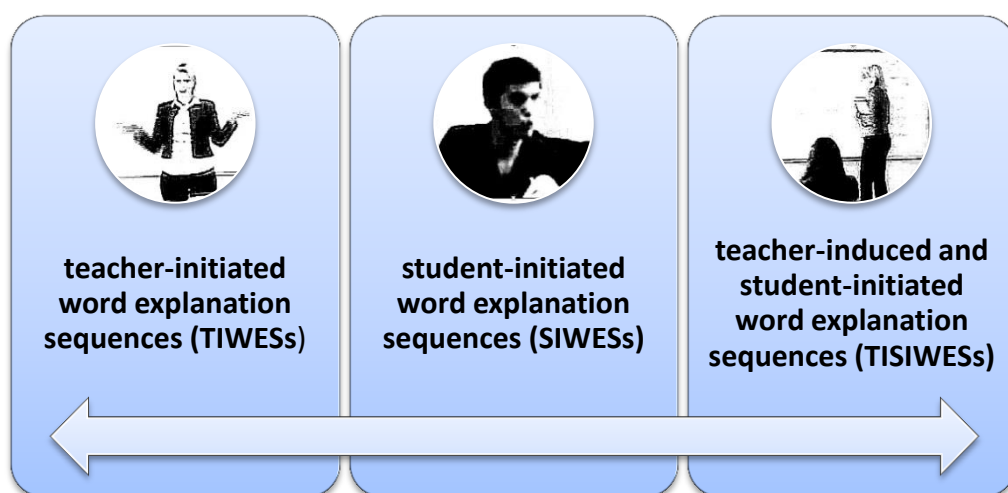 teacher-initiated
word explanation
sequences (TIWESs)
student-initiated
word explanation
sequences (SIWESs)
teacher-induced and
student-initiated
word explanation
sequences (TISIWESs)